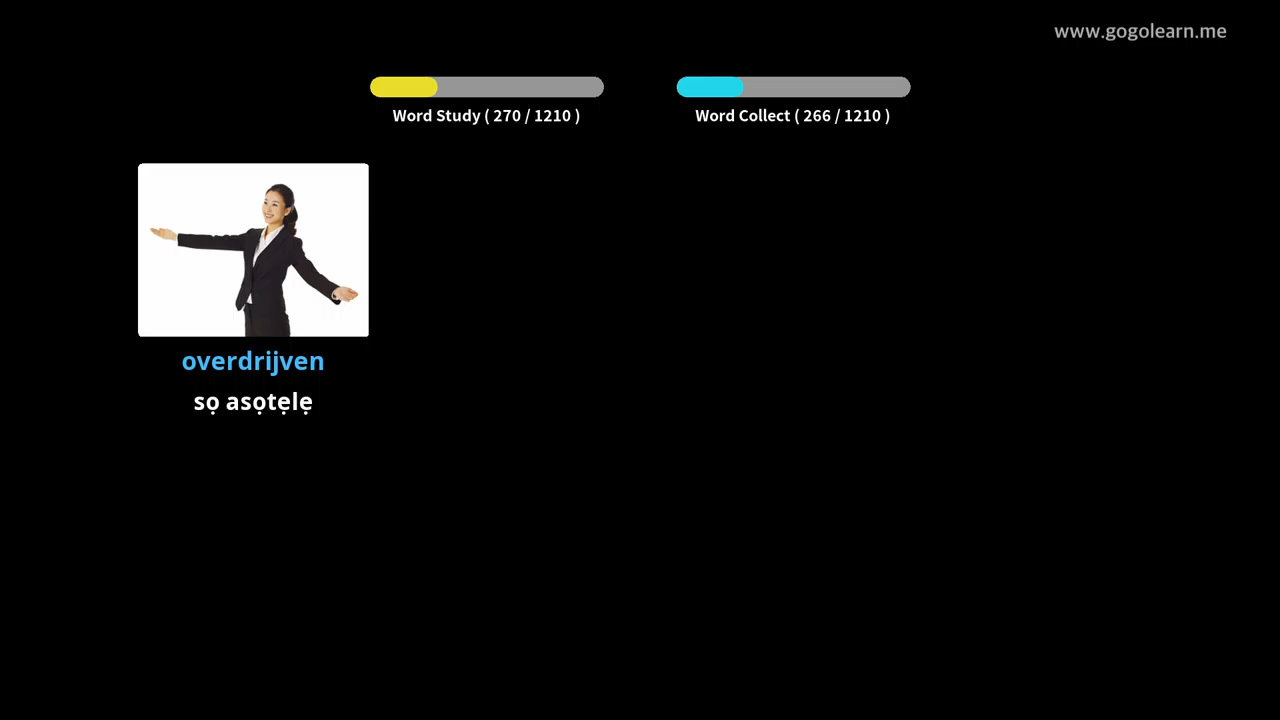 www.gogolearn.me
Word Study ( 270 / 1210 )
Word Collect ( 266 / 1210 )
overdrijven
sọ asọtẹlẹ